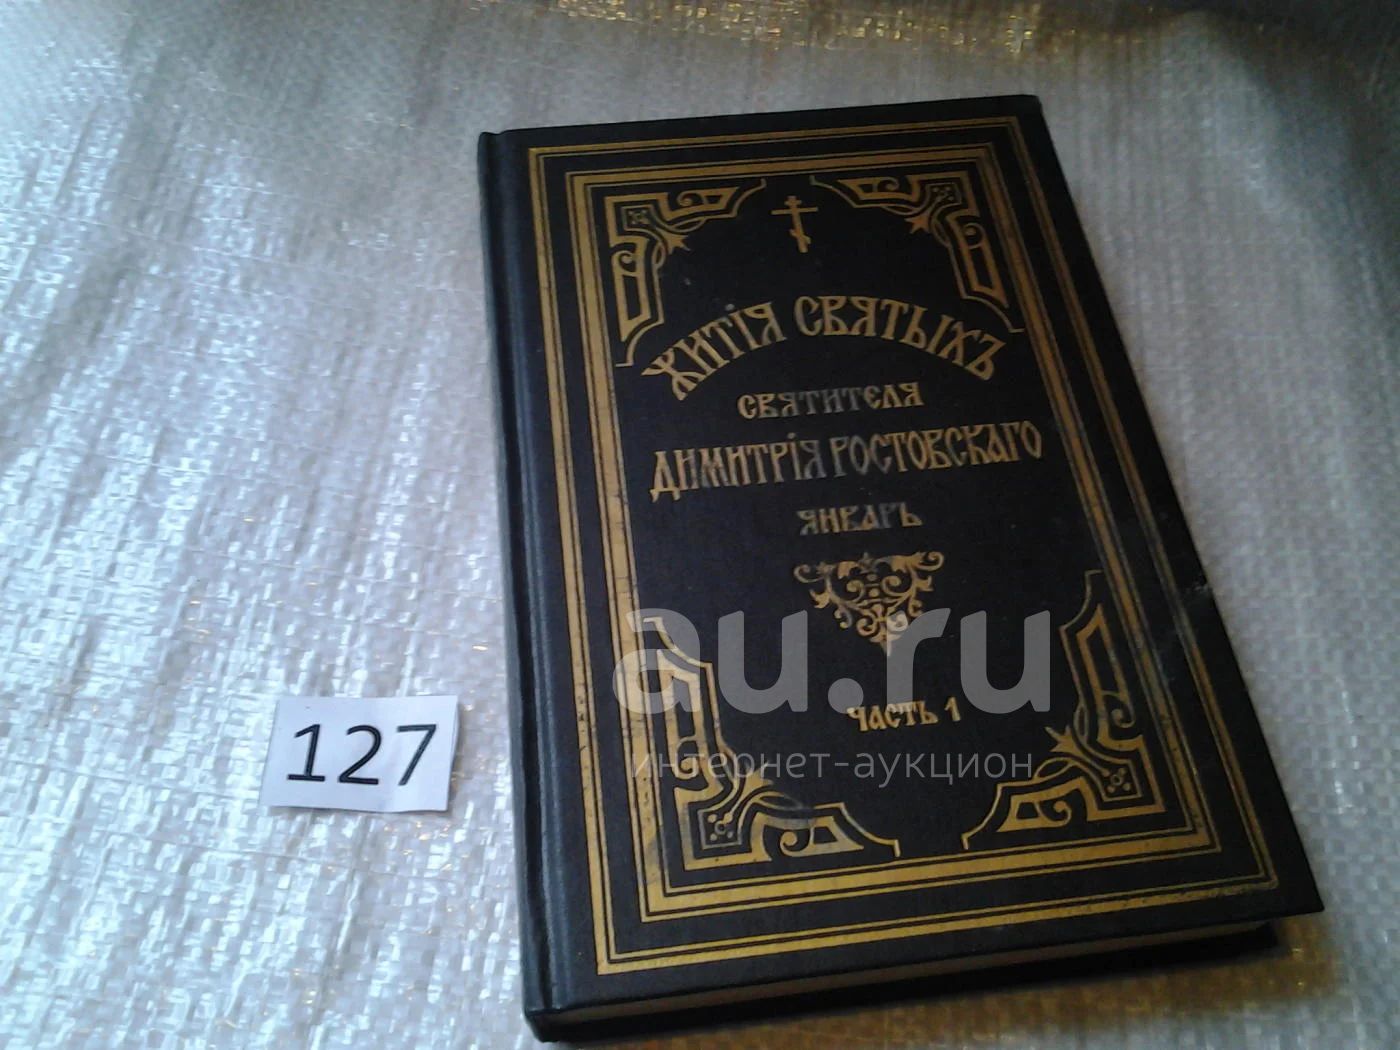 Житія Святыхъ
Святителя
Димитрія Ростовскаго
Январь
Часть 1
127
au.ru
интернет-аукцион